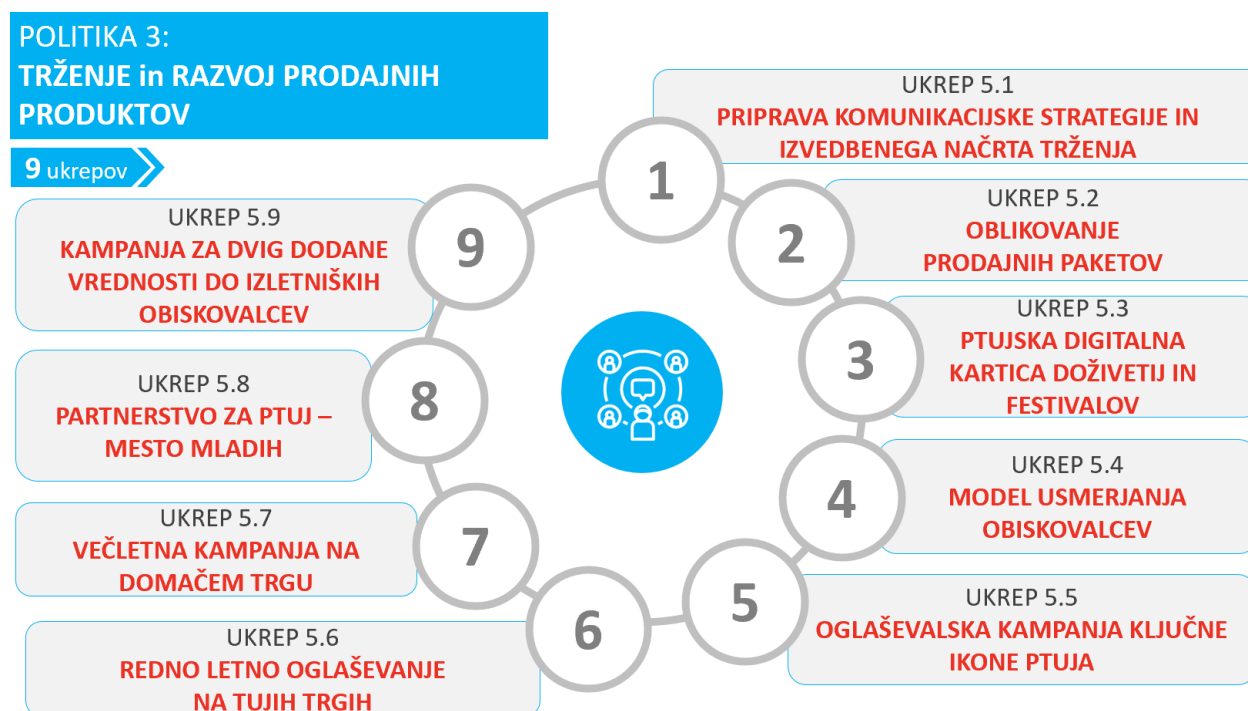 POLITIKA 3:
TRŽENJE in RAZVOJ PRODAJNIH
PRODUKTOV
9 ukrepov
UKREP 5.1
PRIPRAVA KOMUNIKACIJSKE STRATEGIJE IN
IZVEDBENEGA NAČRTA TRŽENJA
1
UKREP 5.2
OBLIKOVANJE
PRODAJNIH PAKETOV
2
UKREP 5.3
PTUJSKA DIGITALNA
KARTICA DOŽIVETIJ IN
FESTIVALOV
3
UKREP 5.4
MODEL USMERJANJA
OBISKOVALCEV
4
UKREP 5.5
OGLAŠEVALSKA KAMPANJA KLJUČNE
IKONE PTUJA
5
UKREP 5.6
REDNO LETNO OGLAŠEVANJE
NA TUJIH TRGIH
6
UKREP 5.7
VEČLETNA KAMPANJA NA
DOMAČEM TRGU
7
UKREP 5.8
PARTNERSTVO ZA PTUJ –
MESTO MLADIH
8
UKREP 5.9
KAMPANJA ZA DVIG DODANE
VREDNOSTI DO IZLETNIŠKIH
OBISKOVALCEV
9